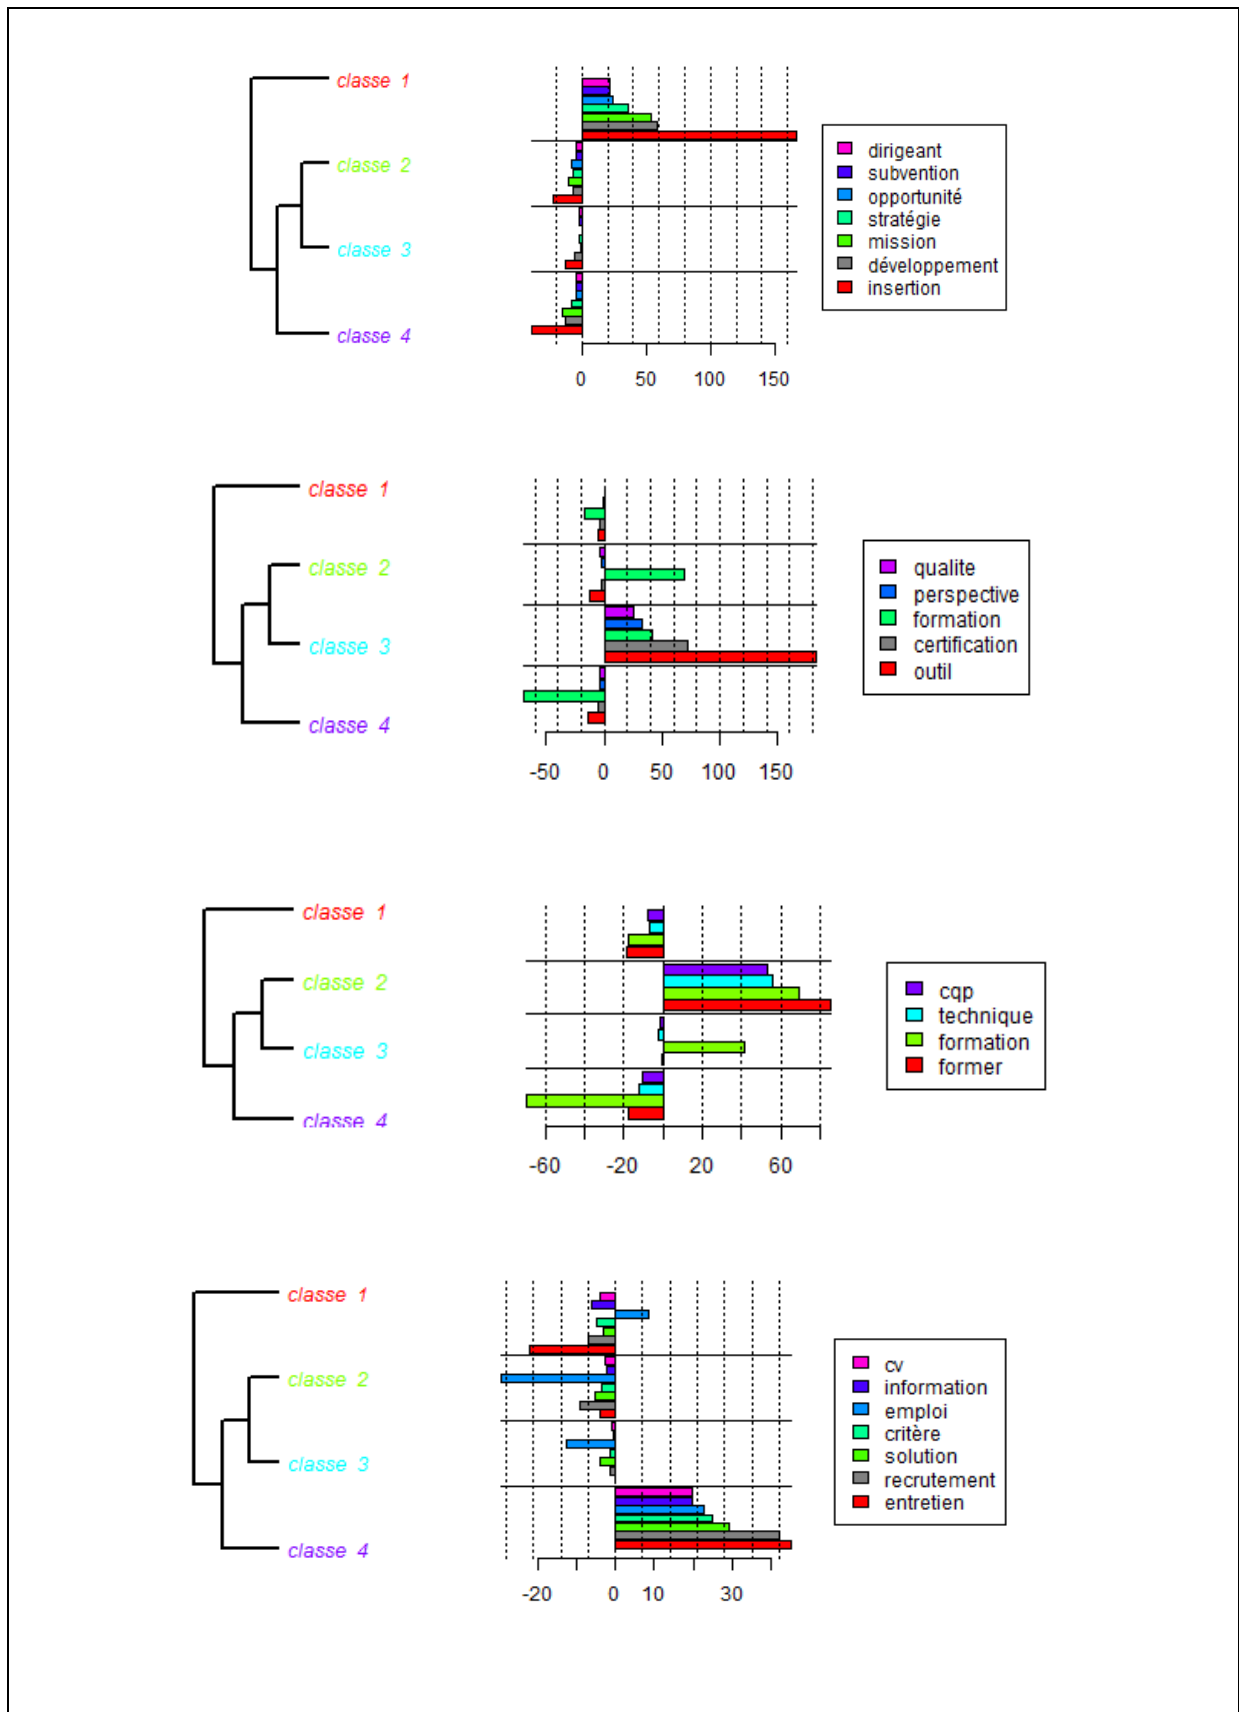 classe 1
classe 2
classe 3
classe 4
0 50 100 150
dirigeant
subvention
opportunité
stratégie
mission
développement
insertion
classe 1
classe 2
classe 3
classe 4
-50 0 50 100 150
qualite
perspective
formation
certification
outil
classe 1
classe 2
classe 3
classe 4
-60 -20 20 60
cqp
technique
formation
former
classe 1
classe 2
classe 3
classe 4
-20 0 10 30
cv
information
emploi
critère
solution
recrutement
entretien